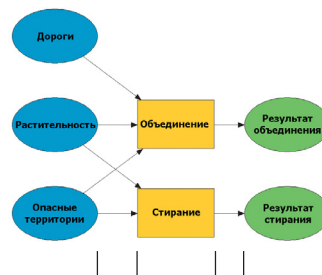 Дороги
Растительность
Объединение
Результат
объединения
Опасные
территории
Стирание
Результат
стирания